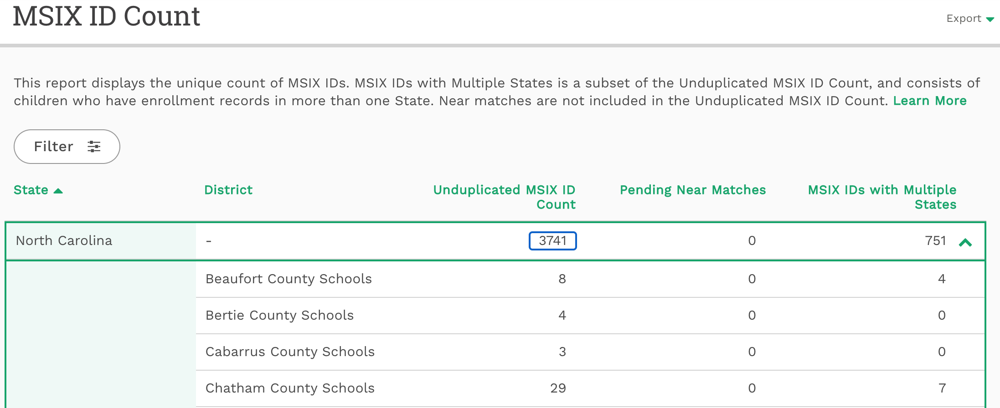 MSIX ID Count
Export
This report displays the unique count of MSIX IDs. MSIX IDs with Multiple States is a subset of the Unduplicated MSIX ID Count, and consists of
children who have enrollment records in more than one State. Near matches are not included in the Unduplicated MSIX ID Count. Learn More
Filter
State District Unduplicated MSIX ID Count Pending Near Matches MSIX IDs with Multiple States
North Carolina - 3741 0 751
Beaufort County Schools 8 0 4
Bertie County Schools 4 0 0
Cabarrus County Schools 3 0 0
Chatham County Schools 29 0 7